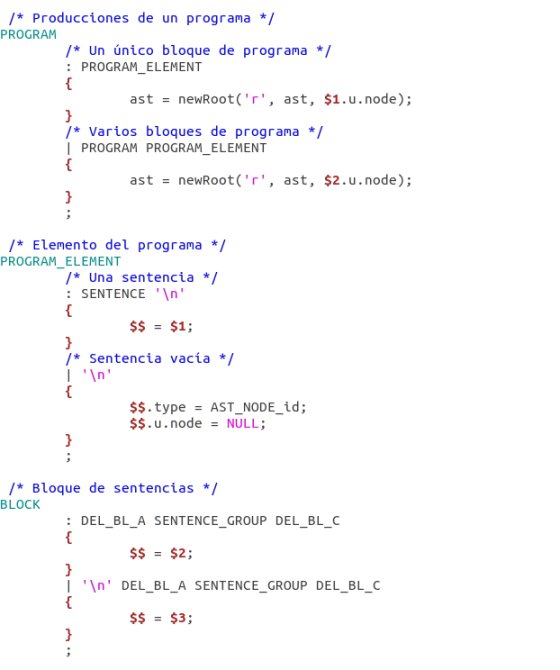 /* Producciones de un programa */
PROGRAM
/* Un único bloque de programa */
: PROGRAM_ELEMENT
{
ast = newRoot('r', ast, $1.u.node);
}
/* Varios bloques de programa */
| PROGRAM PROGRAM_ELEMENT
{
ast = newRoot('r', ast, $2.u.node);
}
;
/* Elemento del programa */
PROGRAM_ELEMENT
/* Una sentencia */
: SENTENCE '\n'
{
$$ = $1;
}
/* Sentencia vacía */
| '\n'
{
$$.type = AST_NODE_id;
$$.u.node = NULL;
}
;
/* Bloque de sentencias */
BLOCK
: DEL_BL_A SENTENCE_GROUP DEL_BL_C
{
$$ = $2;
}
| '\n' DEL_BL_A SENTENCE_GROUP DEL_BL_C
{
$$ = $3;
}
;